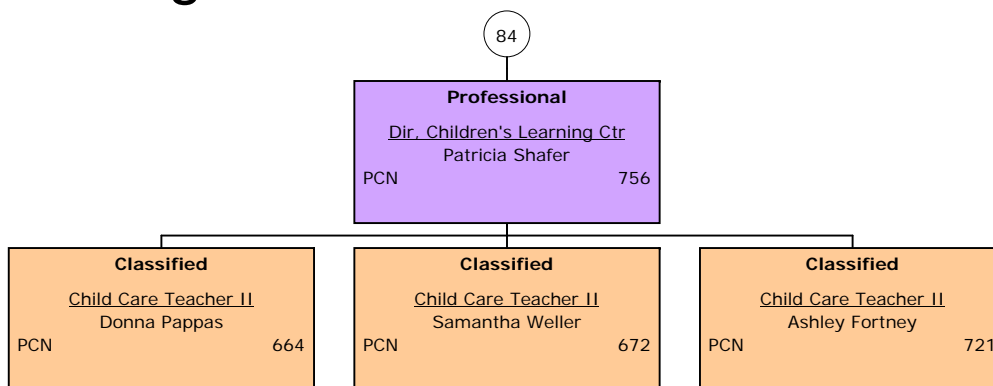 84
Professional
Dir, Children's Learning Ctr
Patricia Shafer
PCN 756
Classified
Child Care Teacher II
Donna Pappas
PCN 664
Classified
Child Care Teacher II
Samantha Weller
PCN 672
Classified
Child Care Teacher II
Ashley Fortney
PCN 721